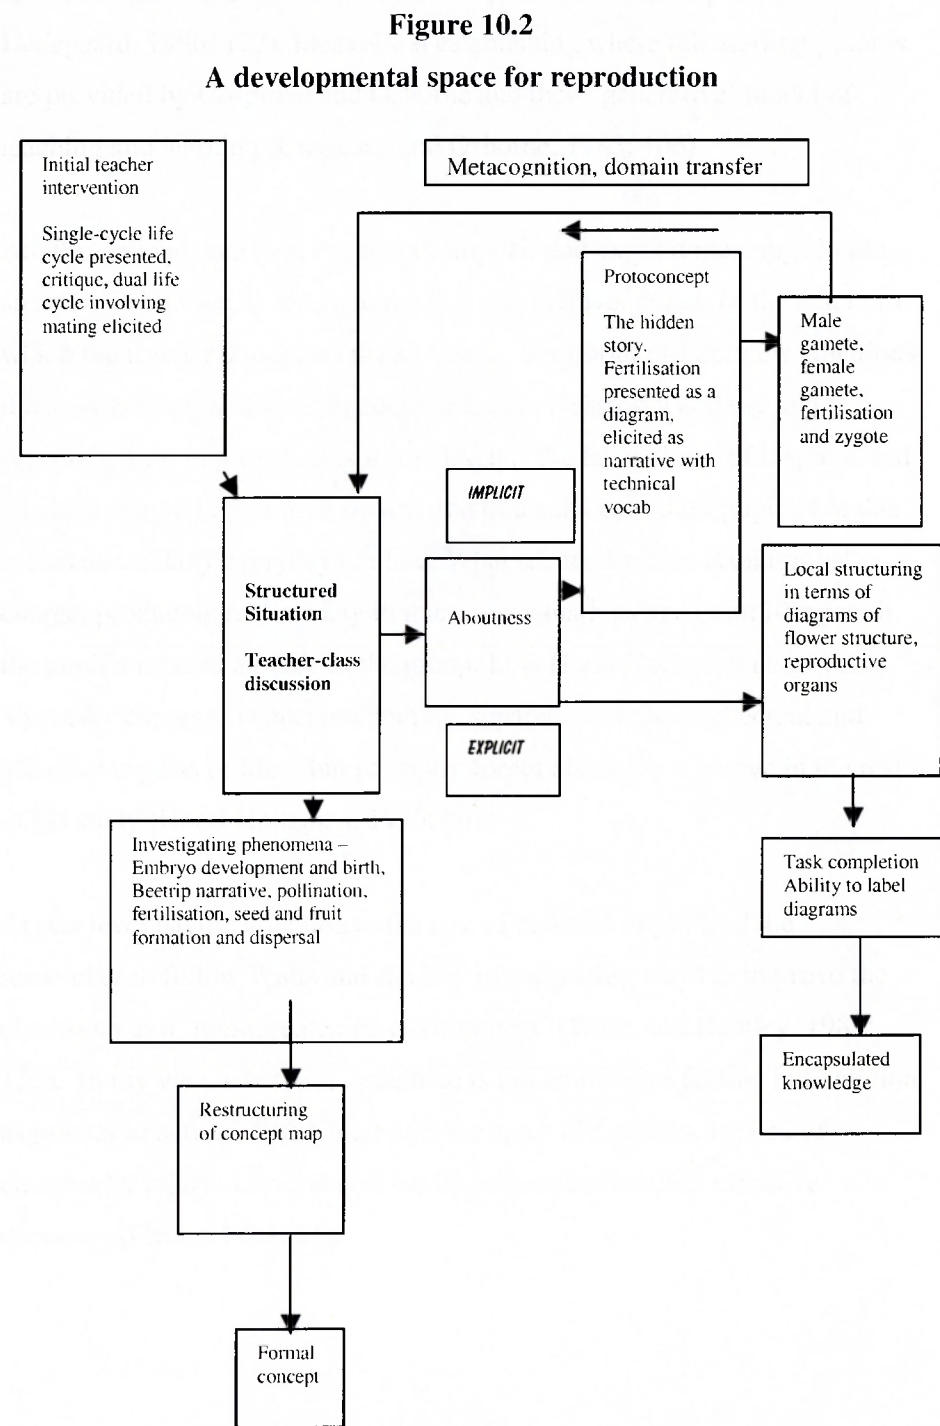 Figure 10.2
A developmental space for reproduction
Initial teacher
intervention
Single-cycle life
cycle presented,
critique, dual life
cycle involving
mating elicited
Metacognition, domain transfer
Protoconcept
The hidden
story.
Fertilisation
presented as a
diagram,
elicited as
narrative with
technical
vocab
Male
gamete,
female
gamete,
fertilisation
and zygote
IMPLICIT
Structured
Situation
Teacher-class
discussion
Aboutness
EXPLICIT
Local structuring
in terms of
diagrams of
flower structure,
reproductive
organs
Investigating phenomena –
Embryo development and birth,
Beetrip narrative, pollination,
fertilisation, seed and fruit
formation and dispersal
Task completion
Ability to label
diagrams
Encapsulated
knowledge
Restructuring
of concept map
Formal
concept